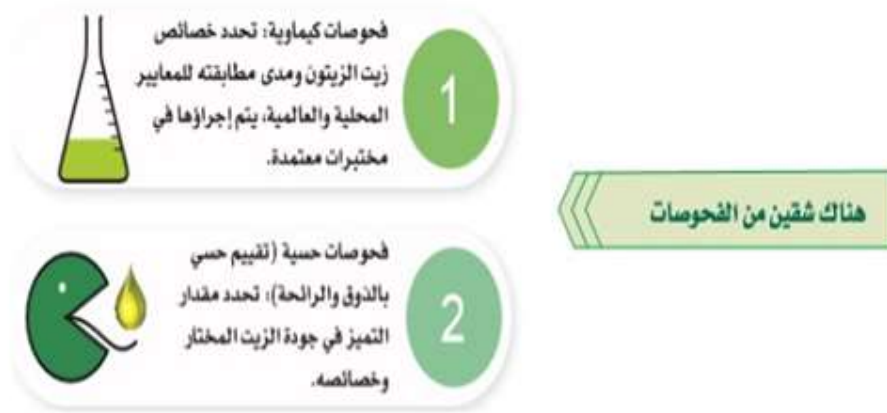 هناك شقين من الفحوصات
1
فحوصات كيماوية: تحدد خصائص
زيت الزيتون ومدى مطابقته للمعايير
المحلية والعالمية، يتم إجراؤها في
مختبرات معتمدة.
2
فحوصات حسية (تقييم حسي
بالذوق والرائحة): تحدد مقدار
التميز في جودة الزيت المختار
وخصائصه.